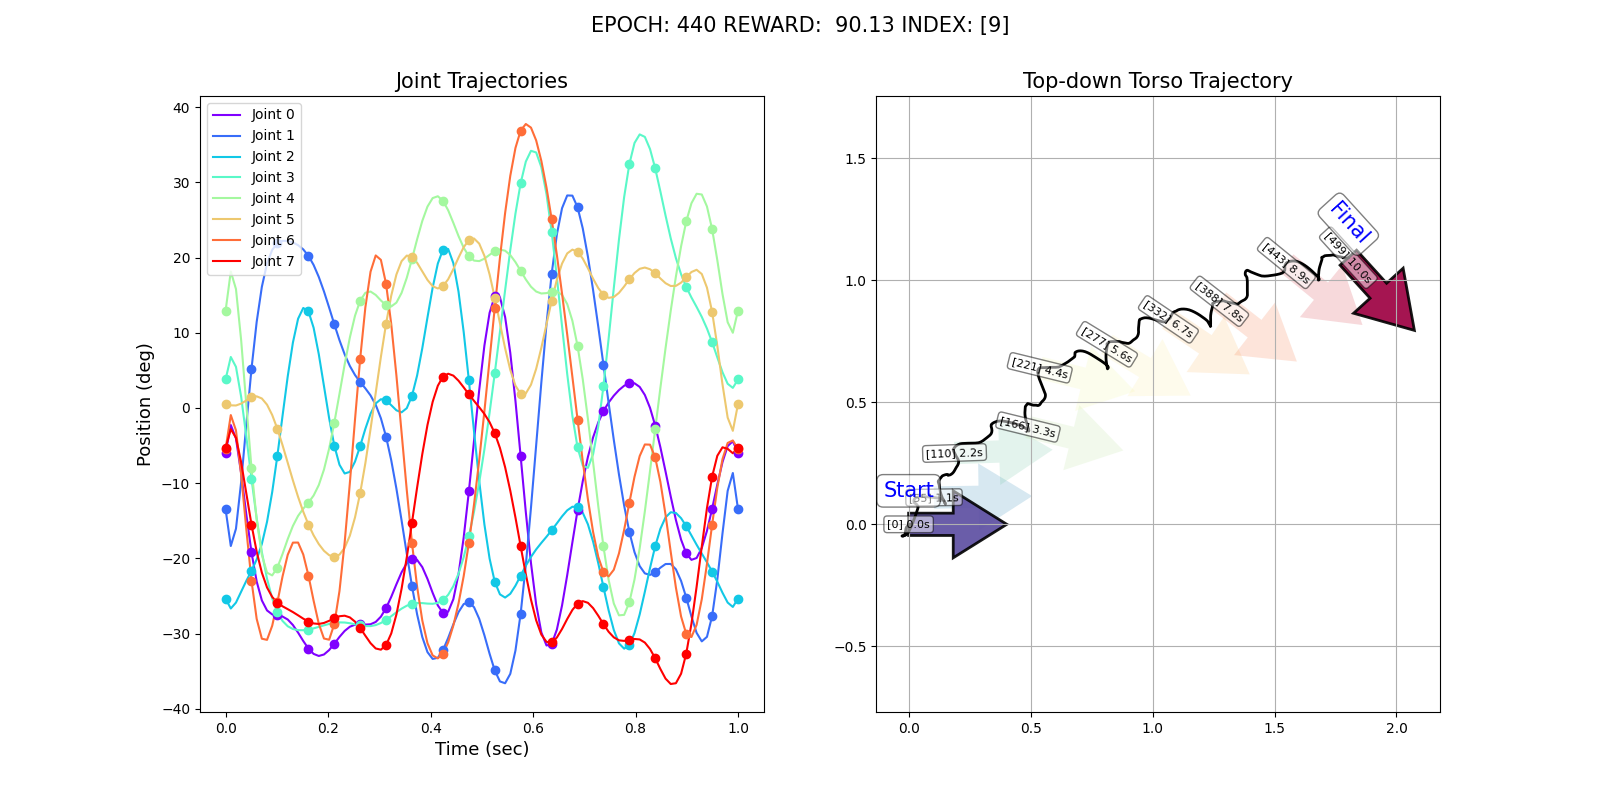 EPOCH: 440 REWARD:  90.13 INDEX: [9]
Joint Trajectories
40
30
20
10
0
−10
−20
−30
−40
Position (deg)
Joint 0
Joint 1
Joint 2
Joint 3
Joint 4
Joint 5
Joint 6
Joint 7
0.0
0.2
0.4
0.6
0.8
1.0
Time (sec)
Top-down Torso Trajectory
1.5
1.0
0.5
0.0
−0.5
Final
[499] 10.0s
[443] 8.9s
[388] 7.8s
[332] 6.7s
[277] 5.6s
[221] 4.4s
[166] 3.3s
[110] 2.2s
Start
[55] 1.1s
[0] 0.0s
0.0
0.5
1.0
1.5
2.0